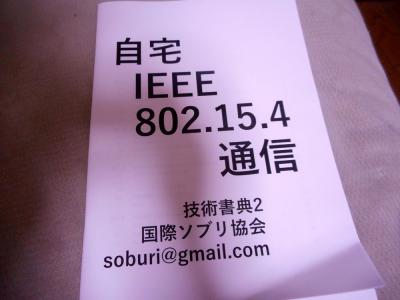 自宅
IEEE
802.15.4
通信
技術書典2
国際ソブリ協会
soburi@gmail.com